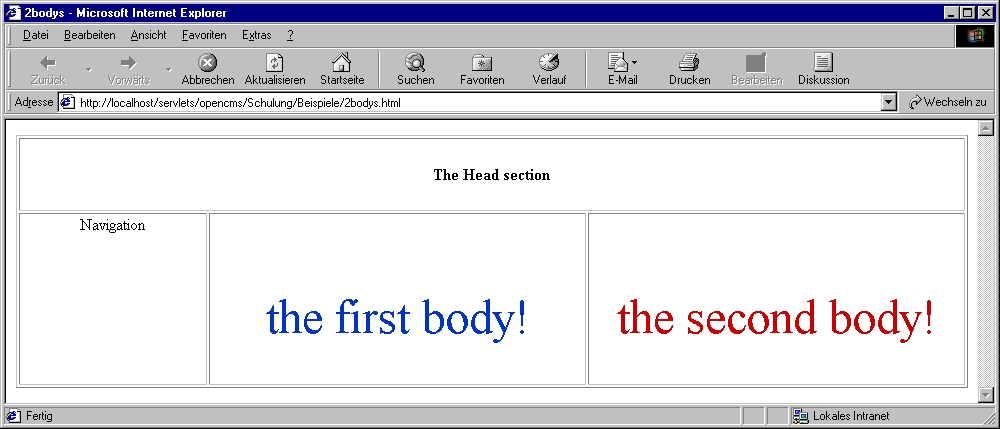 2bodys - Microsoft Internet Explorer
Datei Bearbeiten Ansicht Favoriten Extras ?
Zurück Vorwärts Abbrechen Aktualisieren Startseite Suchen Favoriten Verlauf E-Mail Drucken Bearbeiten Diskussion
Adresse http://localhost/servlets/opencms/Schulung/Beispiele/2bodys.html Wechseln zu
The Head section
Navigation
the first body! the second body!
Fertig Lokales Intranet